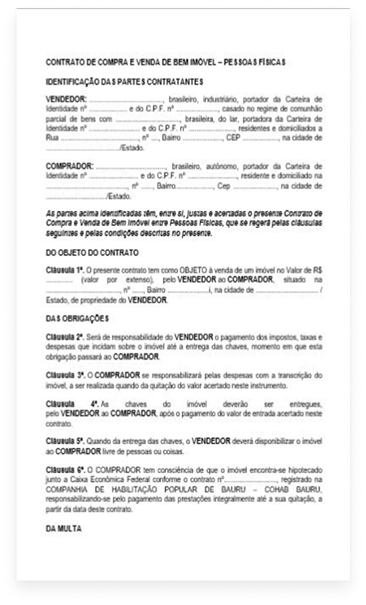 CONTRATO DE COMPRA E VENDA DE BEM IMÓVEL – PESSOAS FÍSICAS
IDENTIFICAÇÃO DAS PARTES CONTRATANTES
VENDEDOR: ..............................., brasileiro, industriário, portador da Carteira de
Identidade nº .................. e do C.P.F. nº ..................., casado no regime de comunhão
parcial de bens com ......................, brasileira, do lar, portadora da Carteira de
Identidade nº ....................... e do C.P.F. nº ....................., residentes e domiciliados a
Rua ................................., nº ...., Bairro ................., CEP ..............., na cidade de
................................/Estado.
COMPRADOR: ..............................., brasileiro, autônomo, portador da Carteira de
Identidade nº ........................ e do C.P.F. nº ....................., residente e domiciliado na
..................................., nº ....., Bairro................, Cep ..................., na cidade de
...........................​/Estado.
As partes acima identificadas têm, entre si, justas e acertadas o presente Contrato de
Compra e Venda de Bem Imóvel entre Pessoas Físicas, que se regerá pelas cláusulas
seguintes e pelas condições descritas no presente.
DO OBJETO DO CONTRATO
Cláusula 1ª. O presente contrato tem como OBJETO à venda de um imóvel no Valor de R$
............... (valor por extenso), pelo VENDEDOR ao COMPRADOR, situado na
................................, nº ....., Bairro ......................i, na cidade de ........................ /
Estado, de propriedade do VENDEDOR.
DAS OBRIGAÇÕES
Cláusula 2ª. Será de responsabilidade do VENDEDOR o pagamento dos impostos, taxas e
despesas que incidam sobre o imóvel até a entrega das chaves, momento em que esta
obrigação passará ao COMPRADOR.
Cláusula 3ª. O COMPRADOR se responsabilizará pelas despesas com a transcrição do
imóvel, a ser realizada quando da quitação do valor acertado neste instrumento.
Cláusula 4ª. As chaves do imóvel deverão ser entregues,
pelo VENDEDOR ao COMPRADOR, após o pagamento do valor de entrada acertado neste
contrato.
Cláusula 5ª. Quando da entrega das chaves, o VENDEDOR deverá disponibilizar o imóvel
ao COMPRADOR livre de pessoas ou coisas.
Cláusula 6ª. O COMPRADOR tem consciência de que o imóvel encontra-se hipotecado
junto a Caixa Econômica Federal conforme o contrato nº...................., registrado na
COMPANHIA DE HABILITAÇÃO POPULAR DE BAURU – COHAB BAURU,
responsabilizando-se pelo pagamento das prestações integralmente até a sua quitação, a
partir da data deste contrato.
DA MULTA